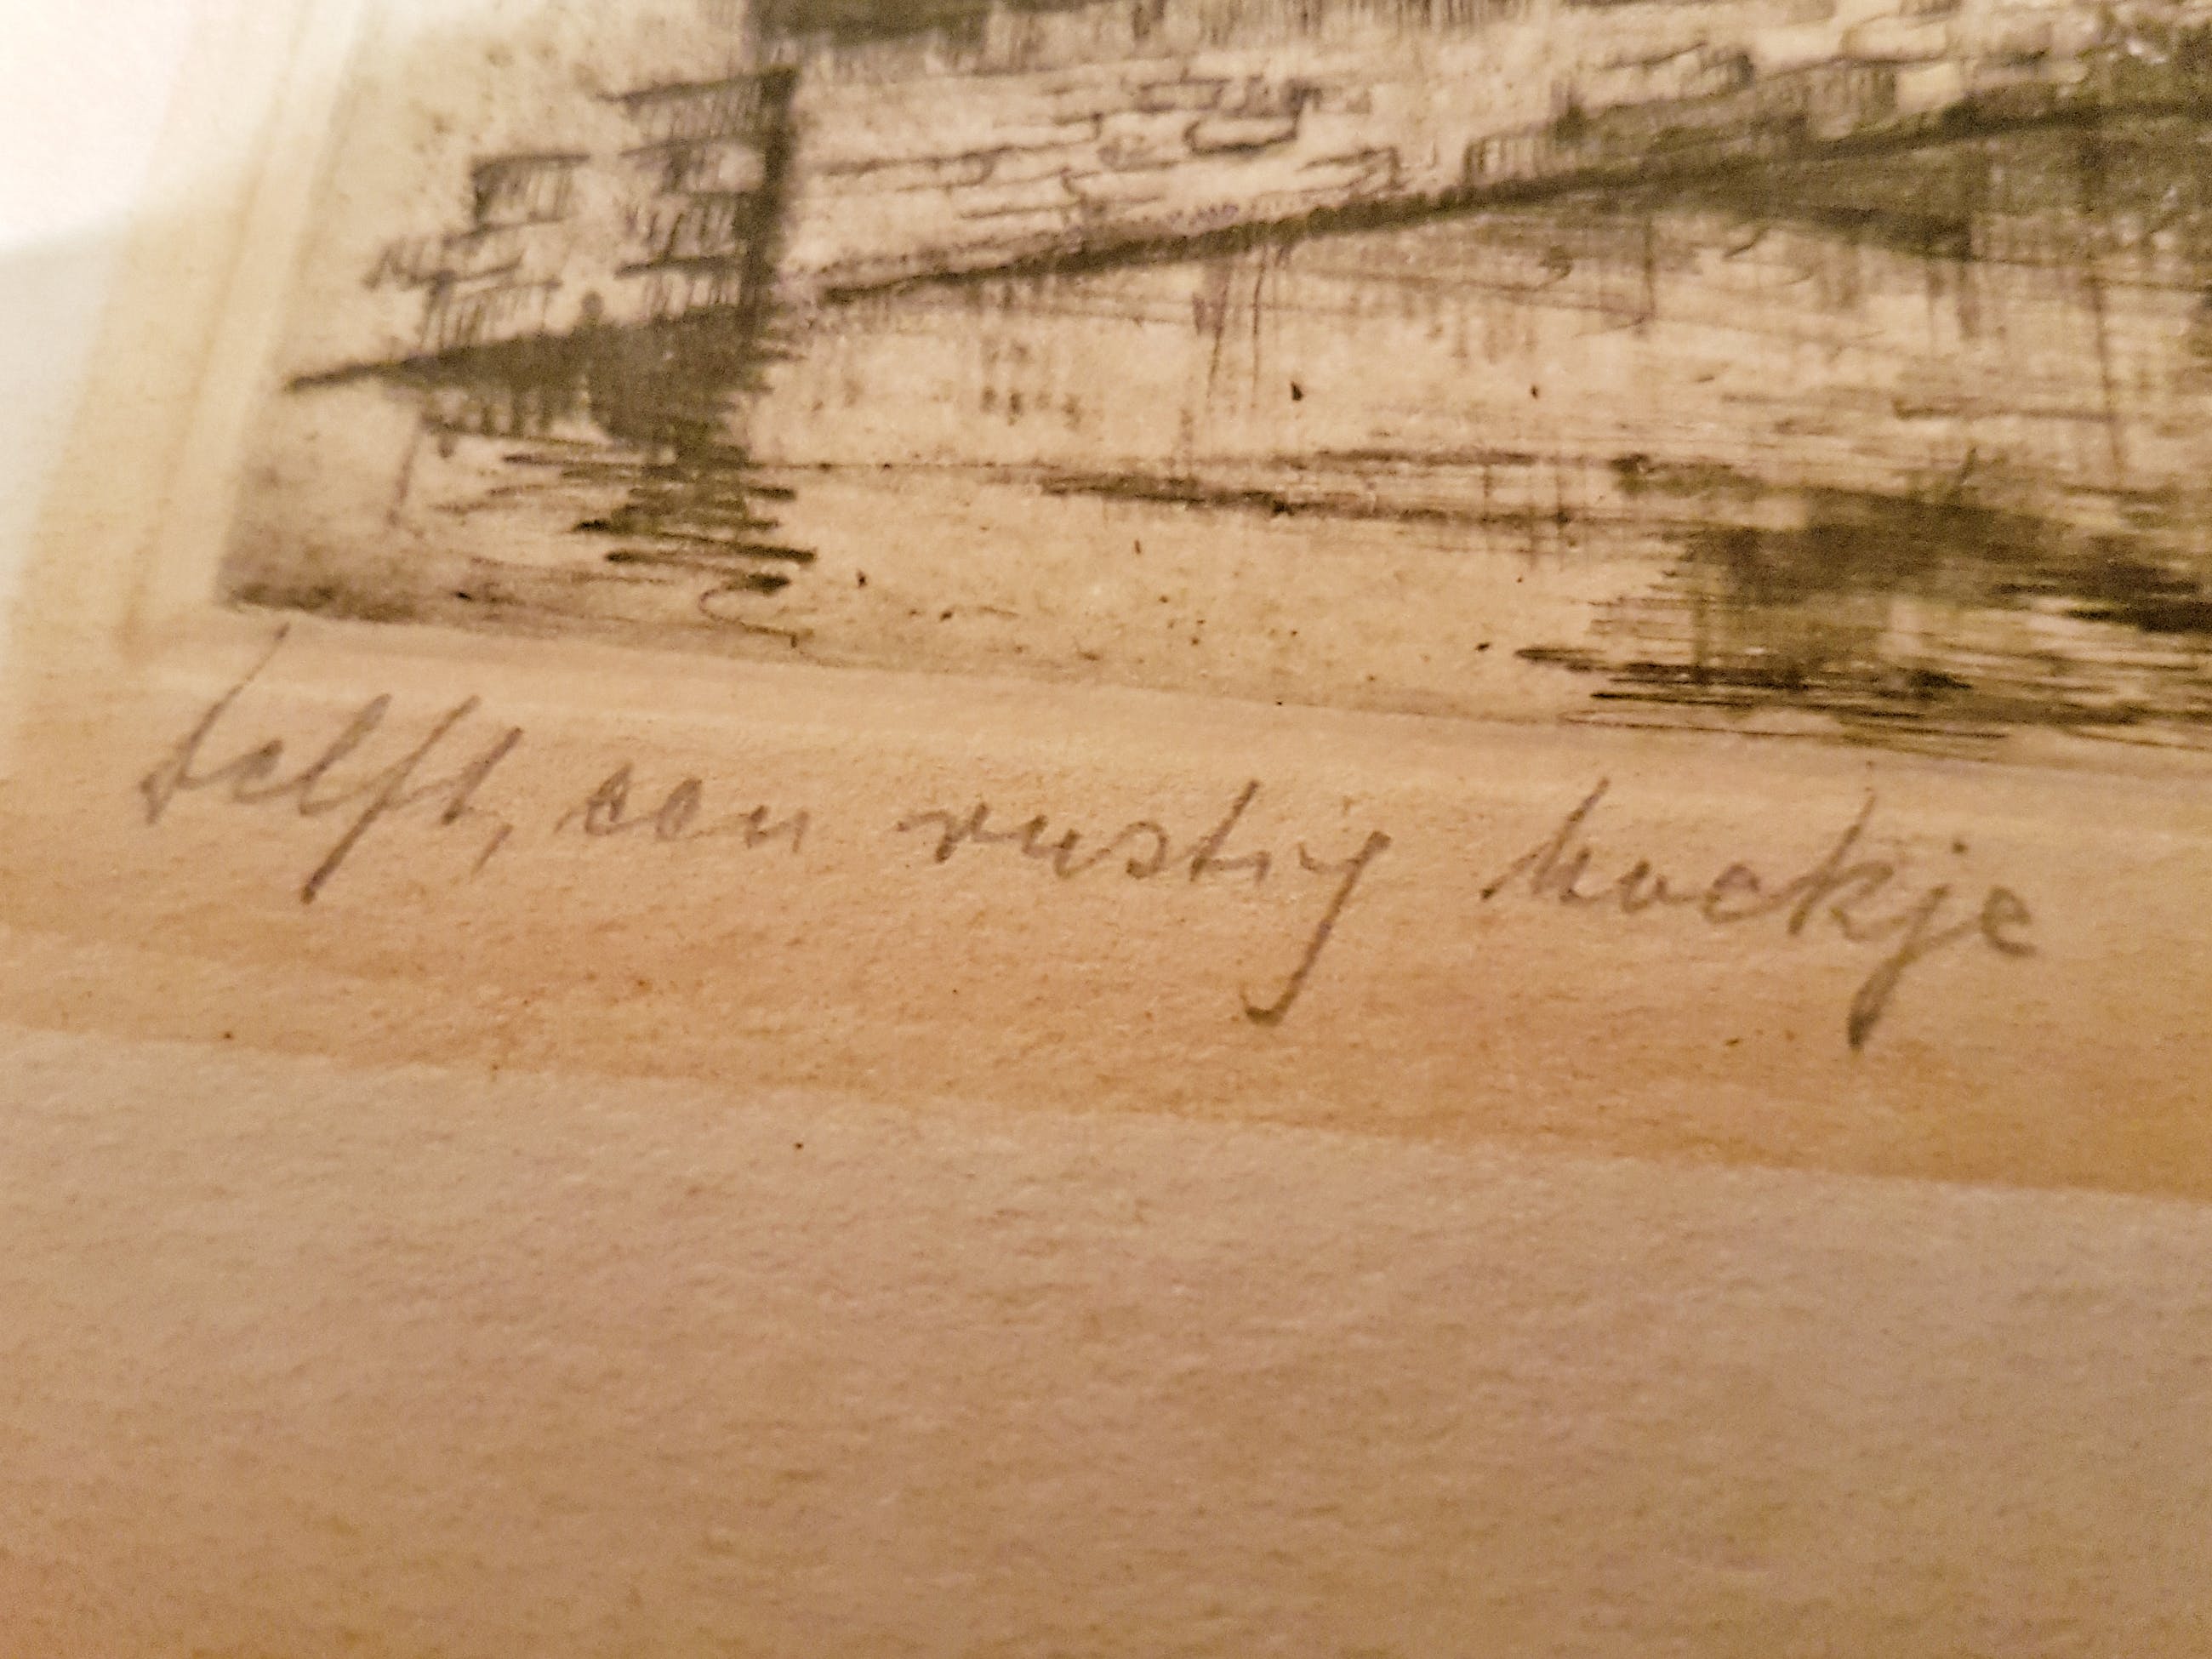 Delft, een rustig hoekje